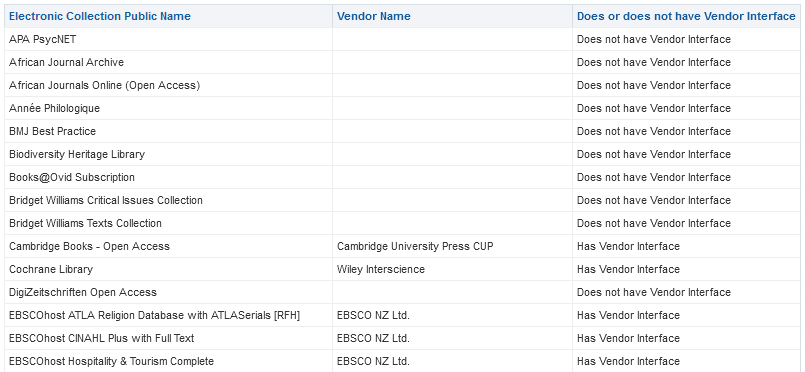 Electronic Collection Public Name Vendor Name Does or does not have Vendor Interface
APA PsycNET Does not have Vendor Interface
African Journal Archive Does not have Vendor Interface
African Journals Online (Open Access) Does not have Vendor Interface
Année Philologique Does not have Vendor Interface
BMJ Best Practice Does not have Vendor Interface
Biodiversity Heritage Library Does not have Vendor Interface
Books@Ovid Subscription Does not have Vendor Interface
Bridget Williams Critical Issues Collection Does not have Vendor Interface
Bridget Williams Texts Collection Does not have Vendor Interface
Cambridge Books - Open Access Cambridge University Press CUP Has Vendor Interface
Cochrane Library Wiley Interscience Has Vendor Interface
DigiZeitschriften Open Access Does not have Vendor Interface
EBSCOhost ATLA Religion Database with ATLASerials [RFH] EBSCO NZ Ltd. Has Vendor Interface
EBSCOhost CINAHL Plus with Full Text EBSCO NZ Ltd. Has Vendor Interface
EBSCOhost Hospitality & Tourism Complete EBSCO NZ Ltd. Has Vendor Interface